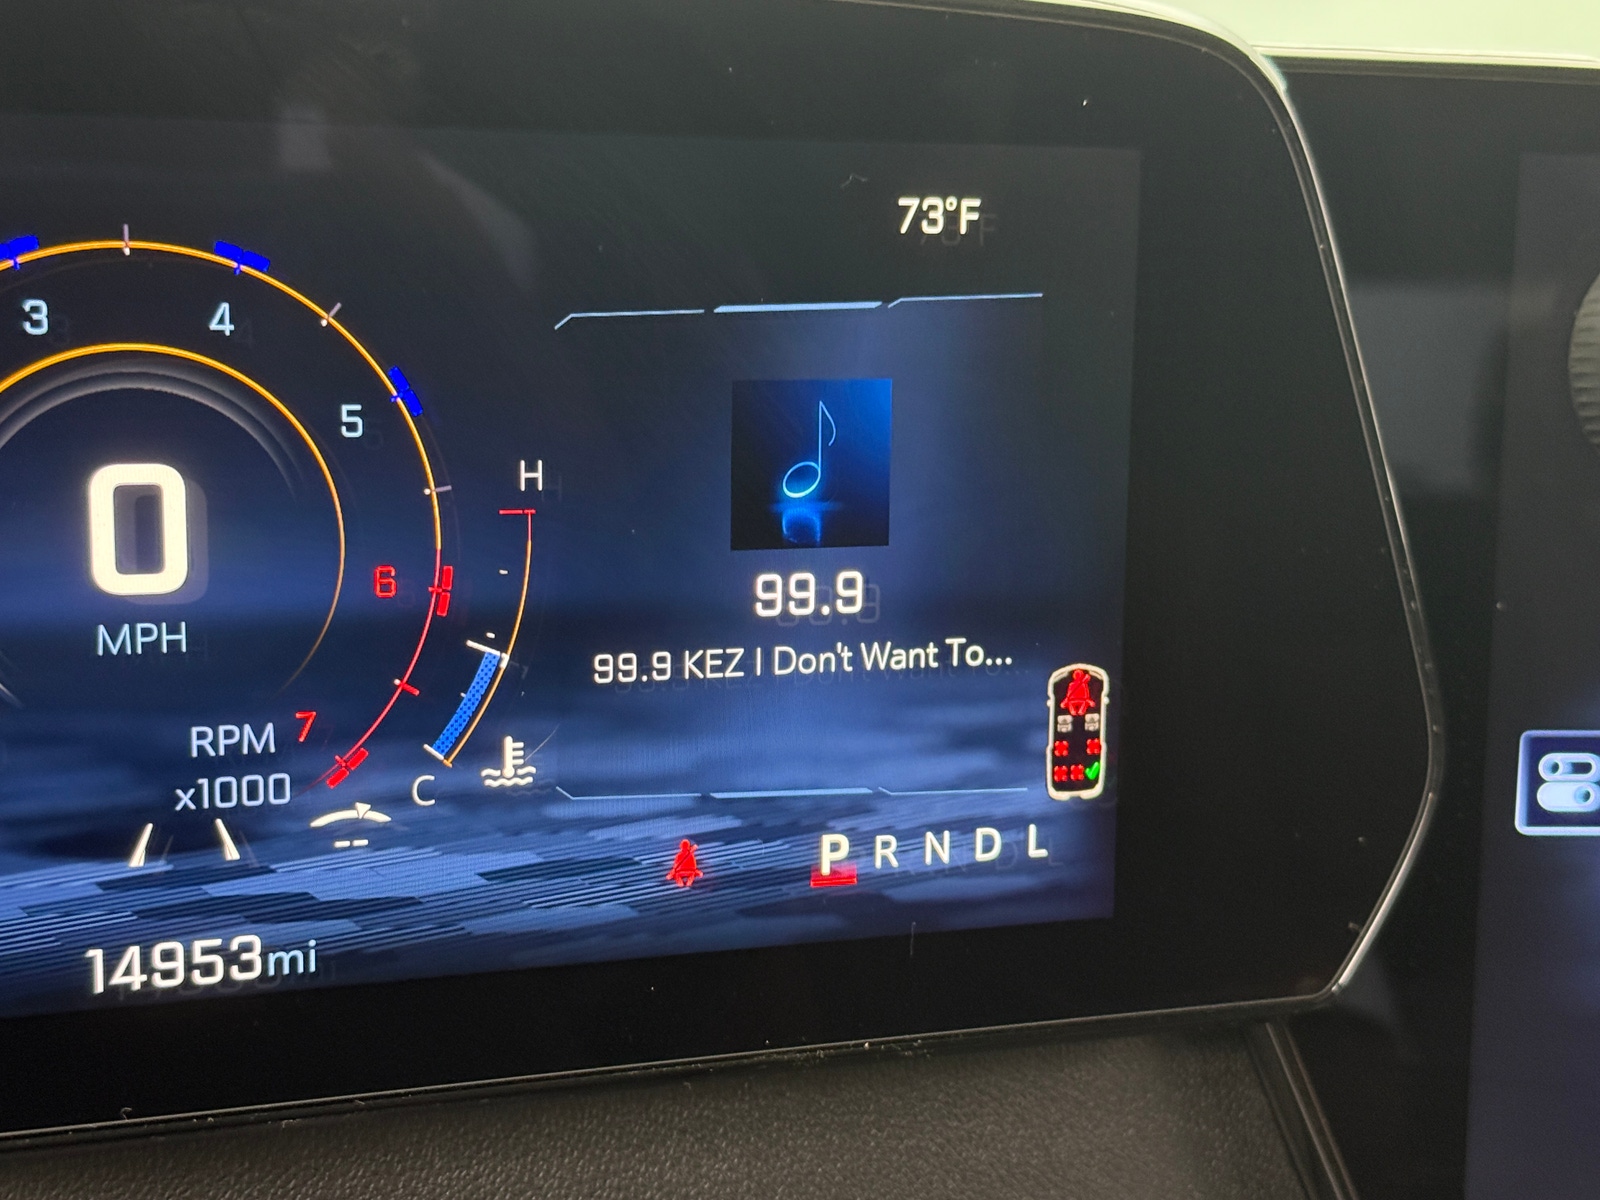 73°F
3
4
5
6
7
0
MPH
RPM
x1000
H
C
99.9
99.9 KEZ I Don't Want To...
--
P R N D L
14953mi